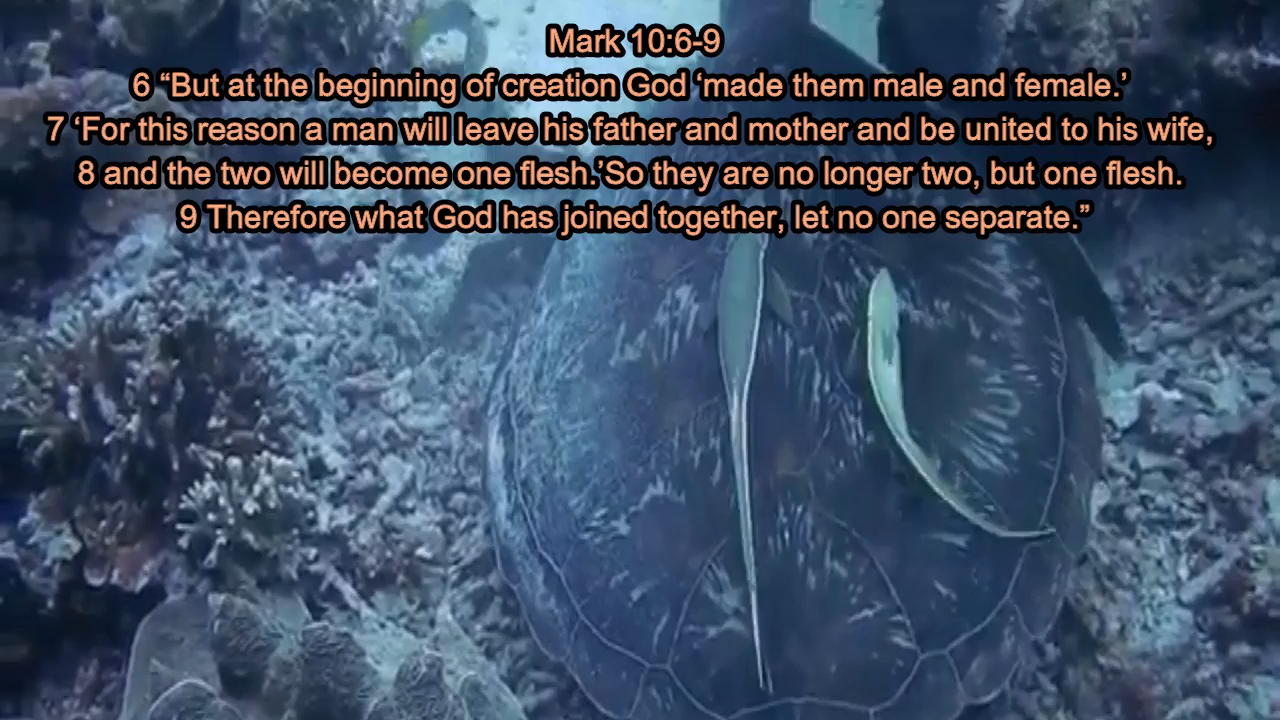 Mark 10:6-9
6 “But at the beginning of creation God ‘made them male and female.’
7 ‘For this reason a man will leave his father and mother and be united to his wife,
8 and the two will become one flesh.’So they are no longer two, but one flesh.
9 Therefore what God has joined together, let no one separate.”